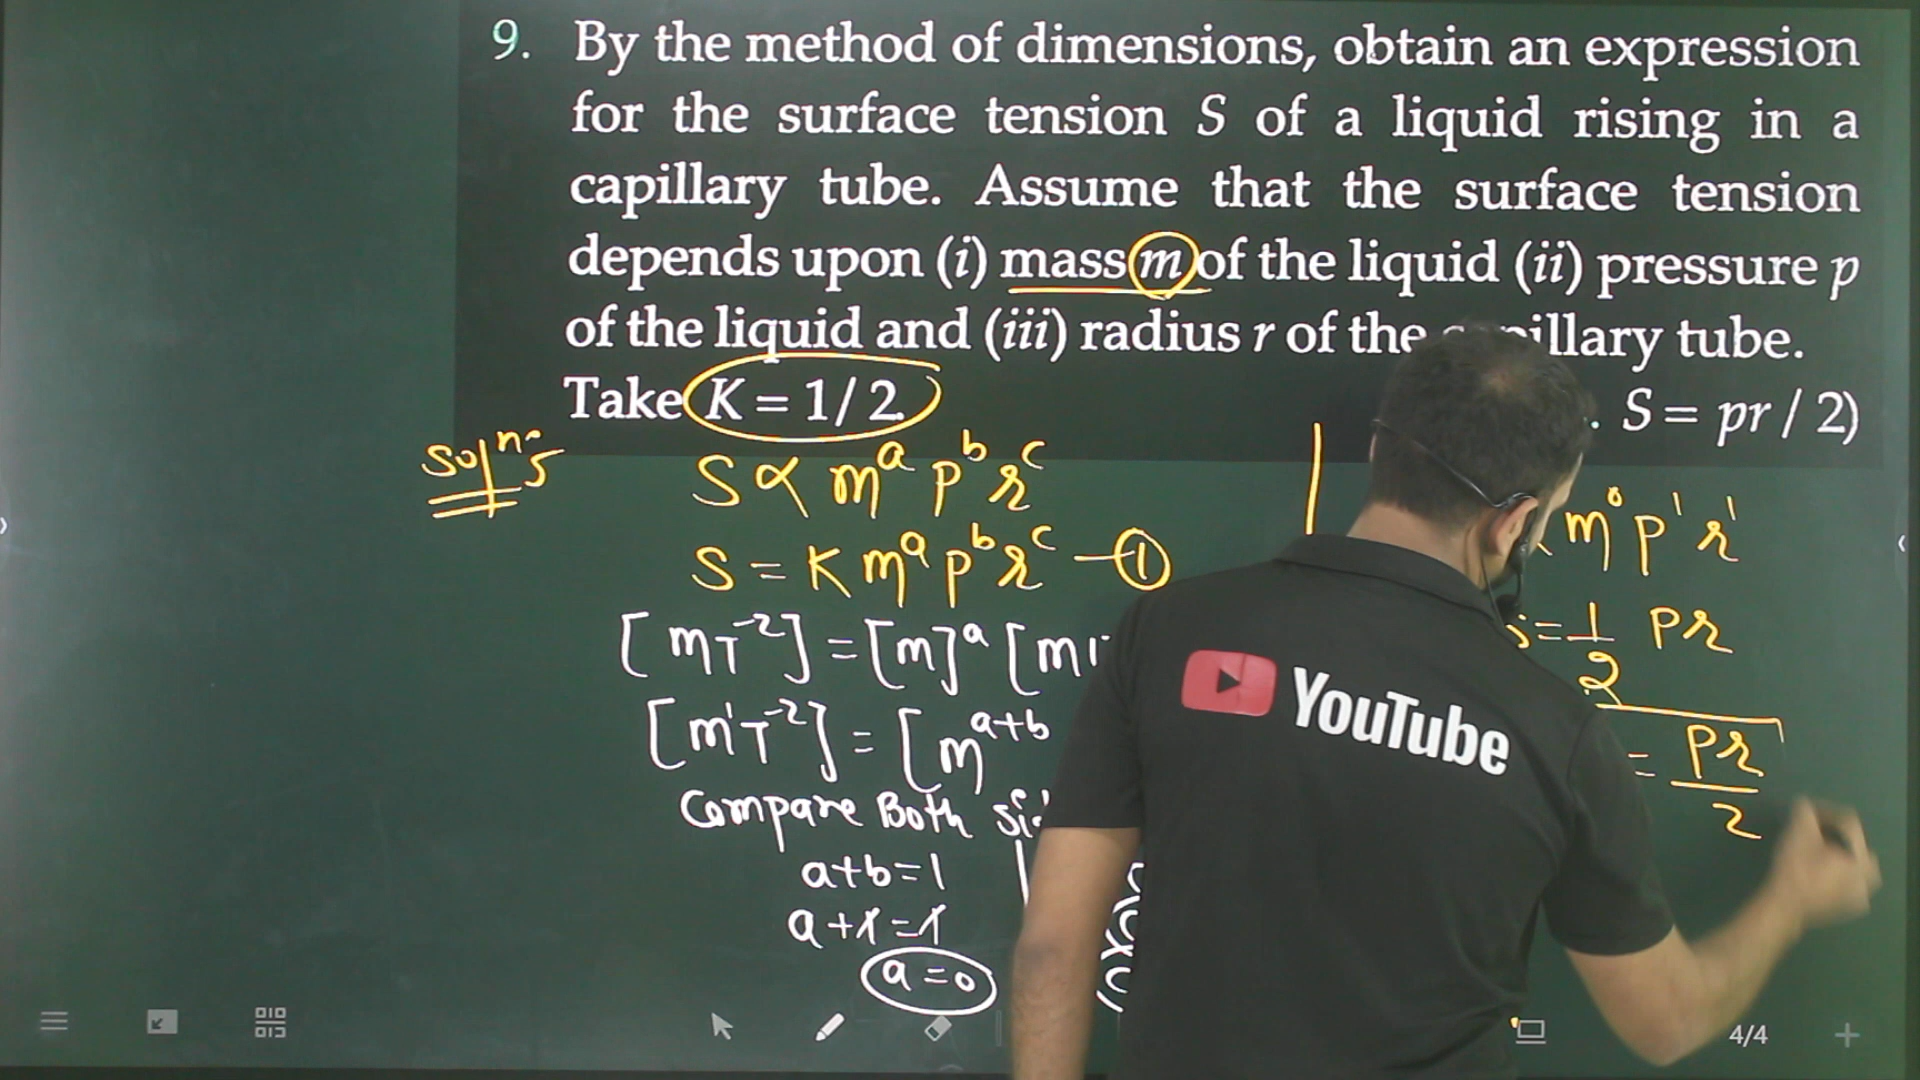 9. By the method of dimensions, obtain an expression
for the surface tension S of a liquid rising in a
capillary tube. Assume that the surface tension
depends upon (i) mass m of the liquid (ii) pressure p
of the liquid and (iii) radius r of the
illary tube.
Take K = 1/2.
S = pr / 2)
Soln:
S ∝ m^a p^b r^c
S = K m^a p^b r^c —①
[MT^-2] = [M]^a [M
[M^1T^-2] = [M^a+b
Compare Both
a+b=1
a+1=1
a=0
m^0 p^1 r^1
= 1/2 pr
= pr/2
YouTube
4/4